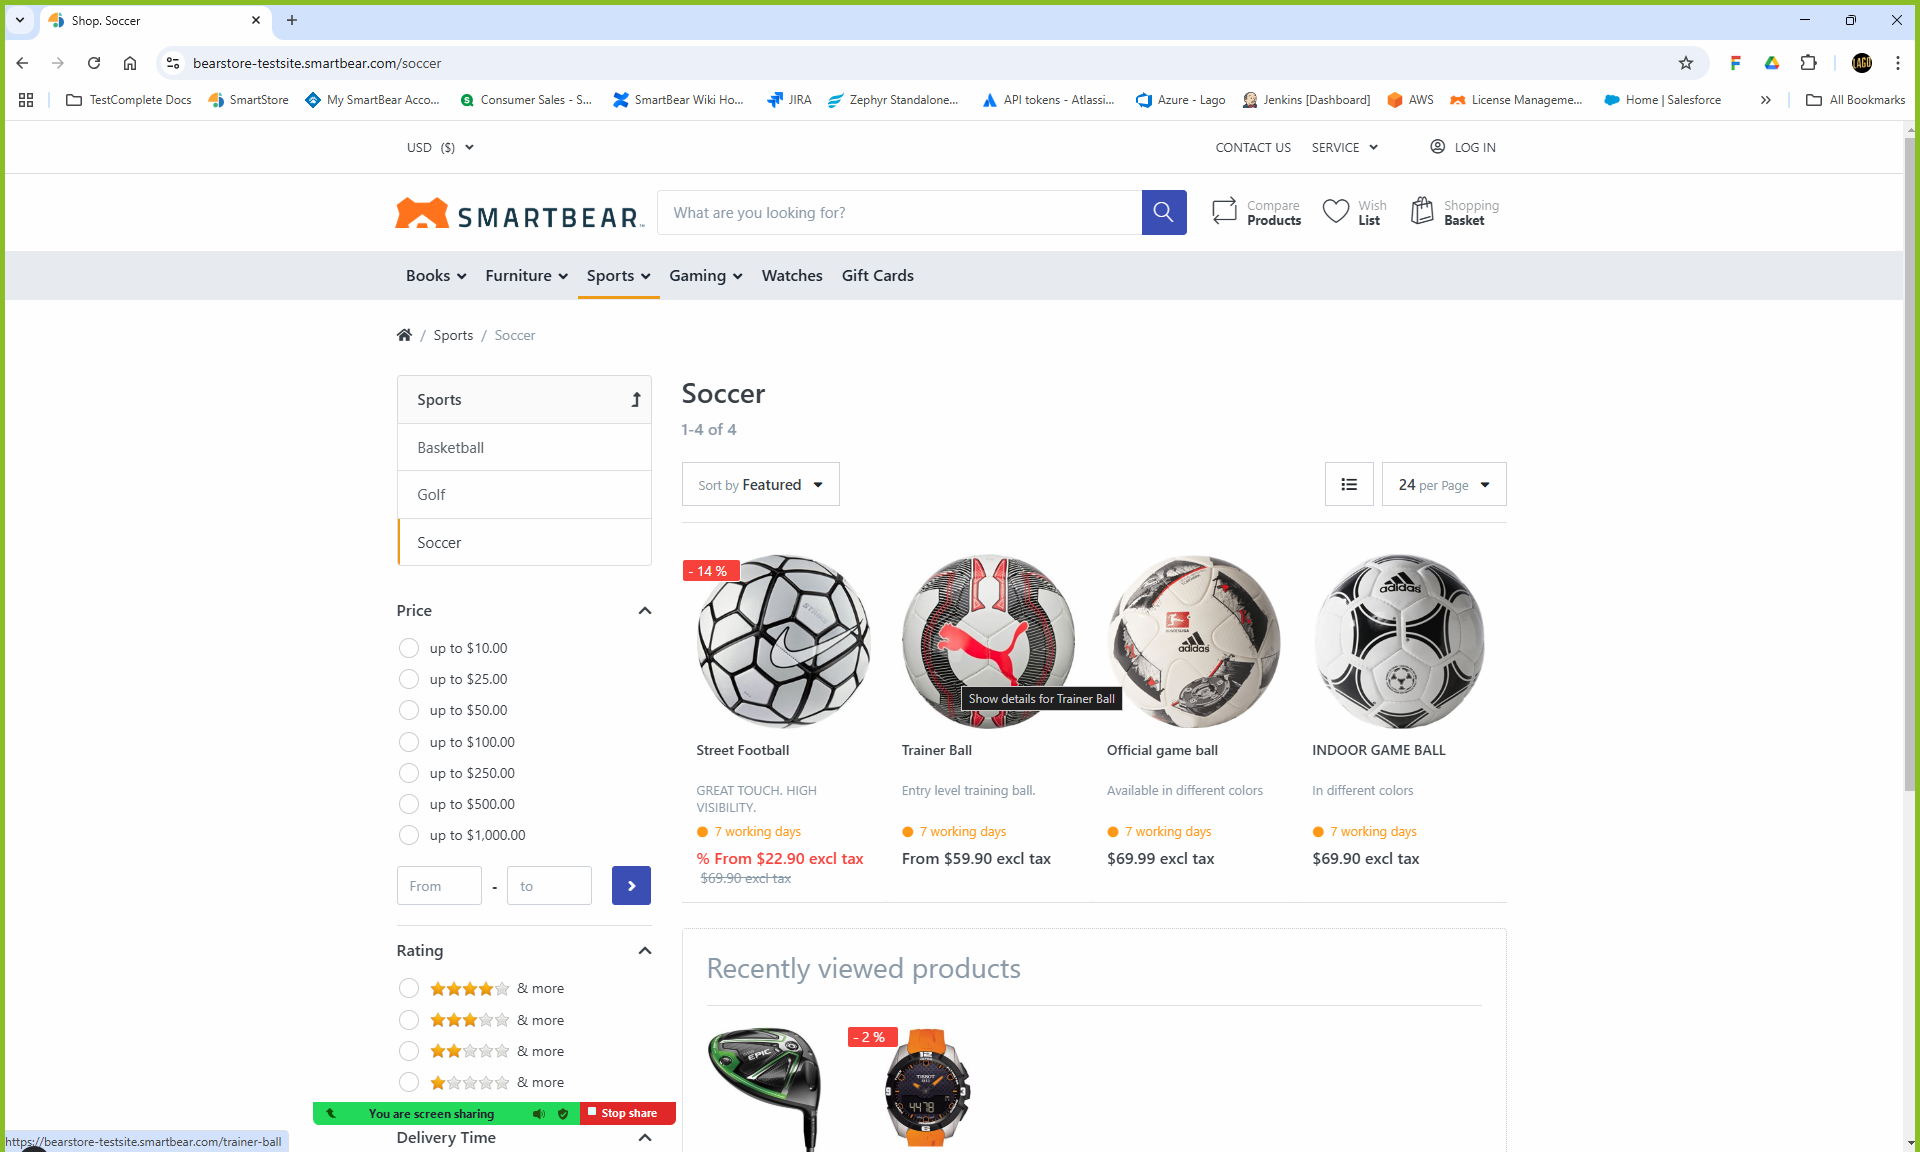 Shop. Soccer
bearstore-testsite.smartbear.com/soccer
TestComplete Docs
SmartStore
My SmartBear Acco...
Consumer Sales - S...
SmartBear Wiki Ho...
JIRA
Zephyr Standalone...
API tokens - Atlassi...
Azure - Lago
Jenkins [Dashboard]
AWS
License Manageme...
Home | Salesforce
All Bookmarks
USD ($)
CONTACT US
SERVICE
LOG IN
SMARTBEAR
What are you looking for?
Compare
Products
Wish
List
Shopping
Basket
Books
Furniture
Sports
Gaming
Watches
Gift Cards
/ Sports / Soccer
Sports
Basketball
Golf
Soccer
Price
up to $10.00
up to $25.00
up to $50.00
up to $100.00
up to $250.00
up to $500.00
up to $1,000.00
From - to
Rating
& more
& more
& more
& more
Delivery Time
Soccer
1-4 of 4
Sort by Featured
24 per Page
- 14 %
adidas
adidas
Show details for Trainer Ball
Street Football
GREAT TOUCH. HIGH
VISIBILITY.
7 working days
% From $22.90 excl tax
$69.90 excl tax
Trainer Ball
Entry level training ball.
7 working days
From $59.90 excl tax
Official game ball
Available in different colors
7 working days
$69.99 excl tax
INDOOR GAME BALL
In different colors
7 working days
$69.90 excl tax
Recently viewed products
EPIC
- 2 %
12
TISSOT
4478
6
You are screen sharing
Stop share
https://bearstore-testsite.smartbear.com/trainer-ball